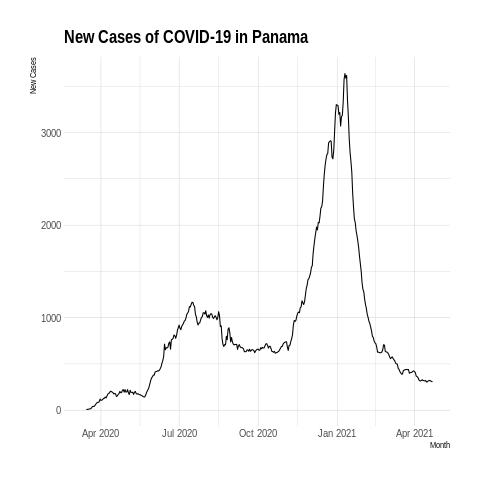 New Cases of COVID-19 in Panama
New Cases
3000
2000
1000
0
Apr 2020 Jul 2020 Oct 2020 Jan 2021 Apr 2021
Month